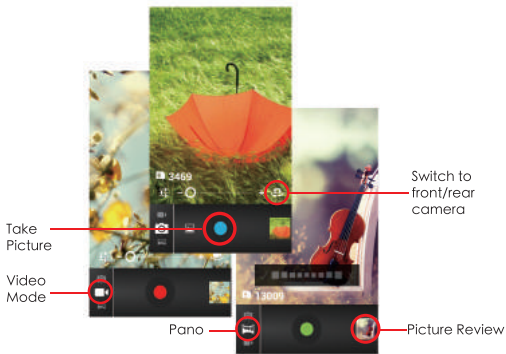 3469
Switch to
front/rear
camera
Take
Picture
Video
Mode
13009
Pano
Picture Review